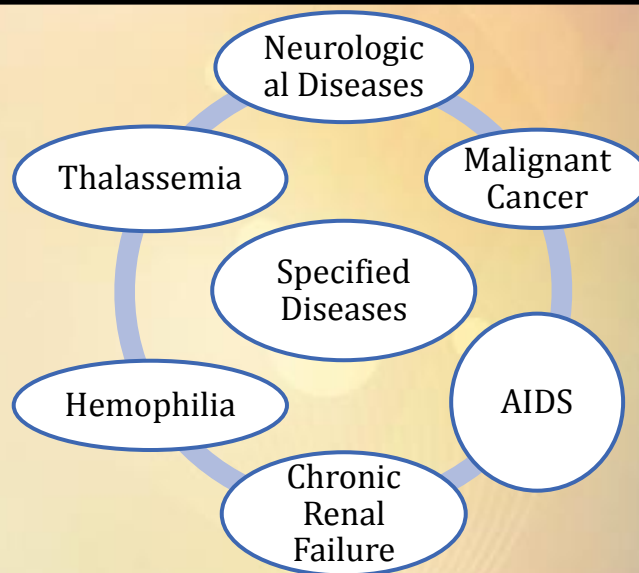 Neurologic
al Diseases
Malignant
Cancer
Thalassemia
Specified
Diseases
AIDS
Hemophilia
Chronic
Renal
Failure